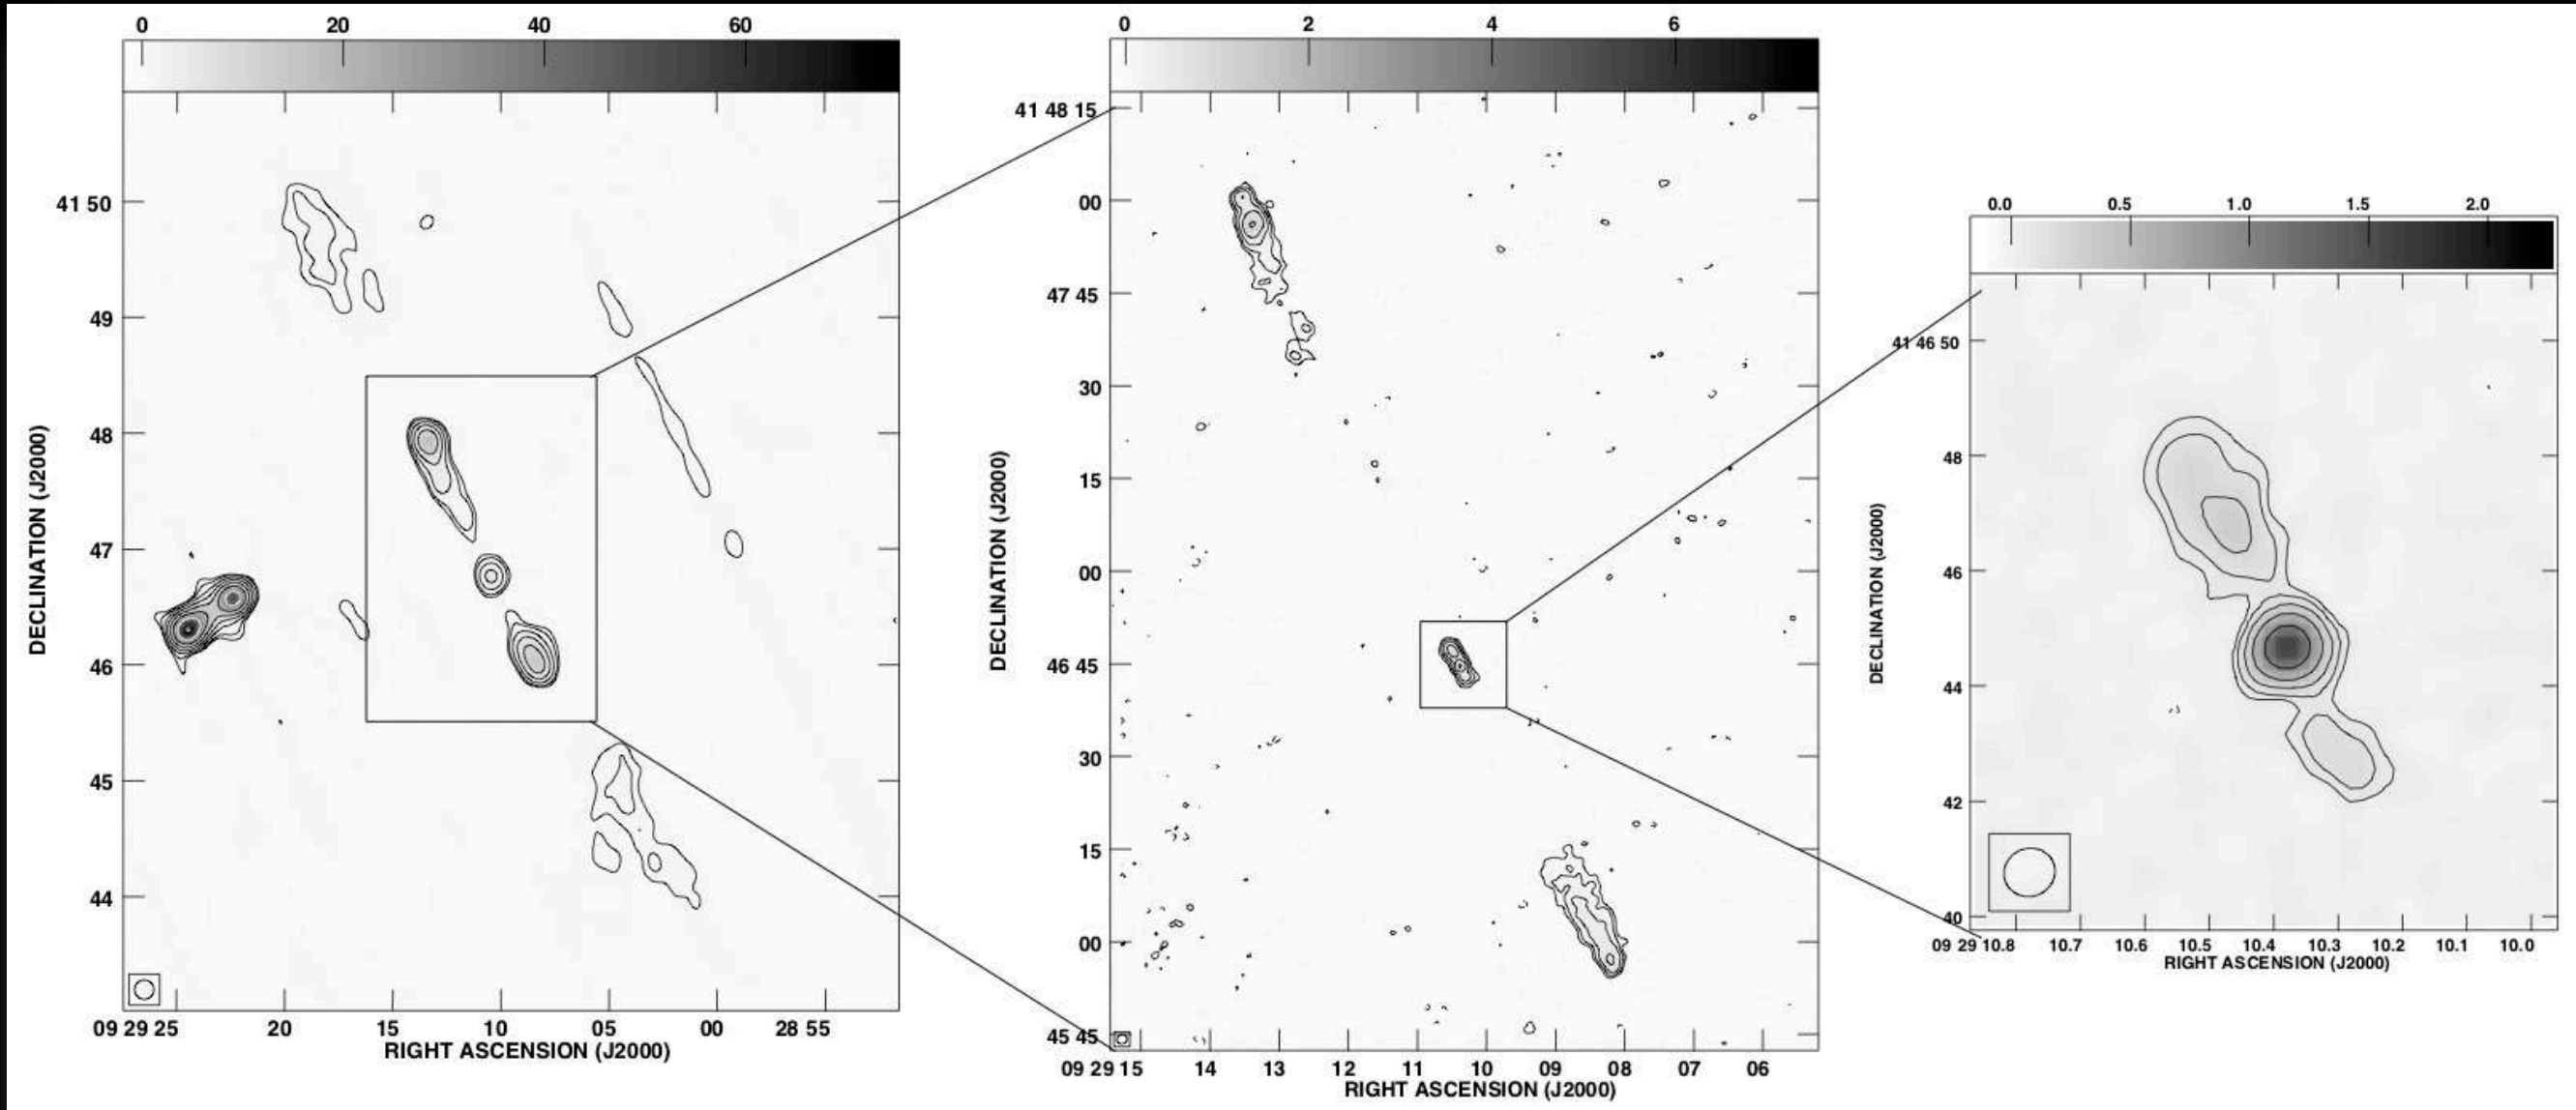 0 20 40 60
41 50
49
48
47
46
45
44
DECLINATION (J2000)
09 29 25 20 15 10 05 00 28 55
RIGHT ASCENSION (J2000)
0 2 4 6
41 48 15
00
47 45
30
15
00
46 45
30
15
00
45 45
DECLINATION (J2000)
09 29 15 14 13 12 11 10 09 08 07 06
RIGHT ASCENSION (J2000)
0.0 0.5 1.0 1.5 2.0
41 46 50
48
46
44
42
40
DECLINATION (J2000)
09 29 10.8 10.7 10.6 10.5 10.4 10.3 10.2 10.1 10.0
RIGHT ASCENSION (J2000)